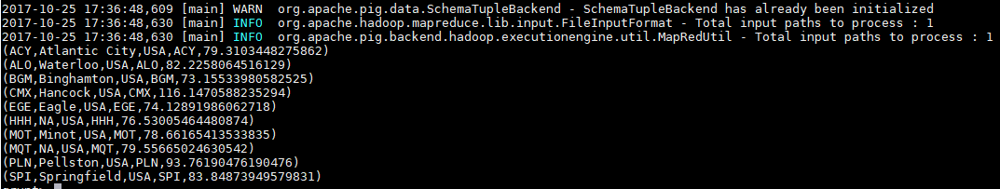 2017-10-25 17:36:48,609 [main] WARN  org.apache.pig.data.SchemaTupleBackend - SchemaTupleBackend has already been initialized
2017-10-25 17:36:48,630 [main] INFO  org.apache.hadoop.mapreduce.lib.input.FileInputFormat - Total input paths to process : 1
2017-10-25 17:36:48,630 [main] INFO  org.apache.pig.backend.hadoop.executionengine.util.MapRedUtil - Total input paths to process : 1
(ACY,Atlantic City,USA,ACY,79.3103448275862)
(ALO,Waterloo,USA,ALO,82.2258064516129)
(BGM,Binghamton,USA,BGM,73.15533980582525)
(CMX,Hancock,USA,CMX,116.1470588235294)
(EGE,Eagle,USA,EGE,74.12891986062718)
(HHH,NA,USA,HHH,76.53005464480874)
(MOT,Minot,USA,MOT,78.66165413533835)
(MQT,NA,USA,MQT,79.55665024630542)
(PLN,Pellston,USA,PLN,93.76190476190476)
(SPI,Springfield,USA,SPI,83.84873949579831)